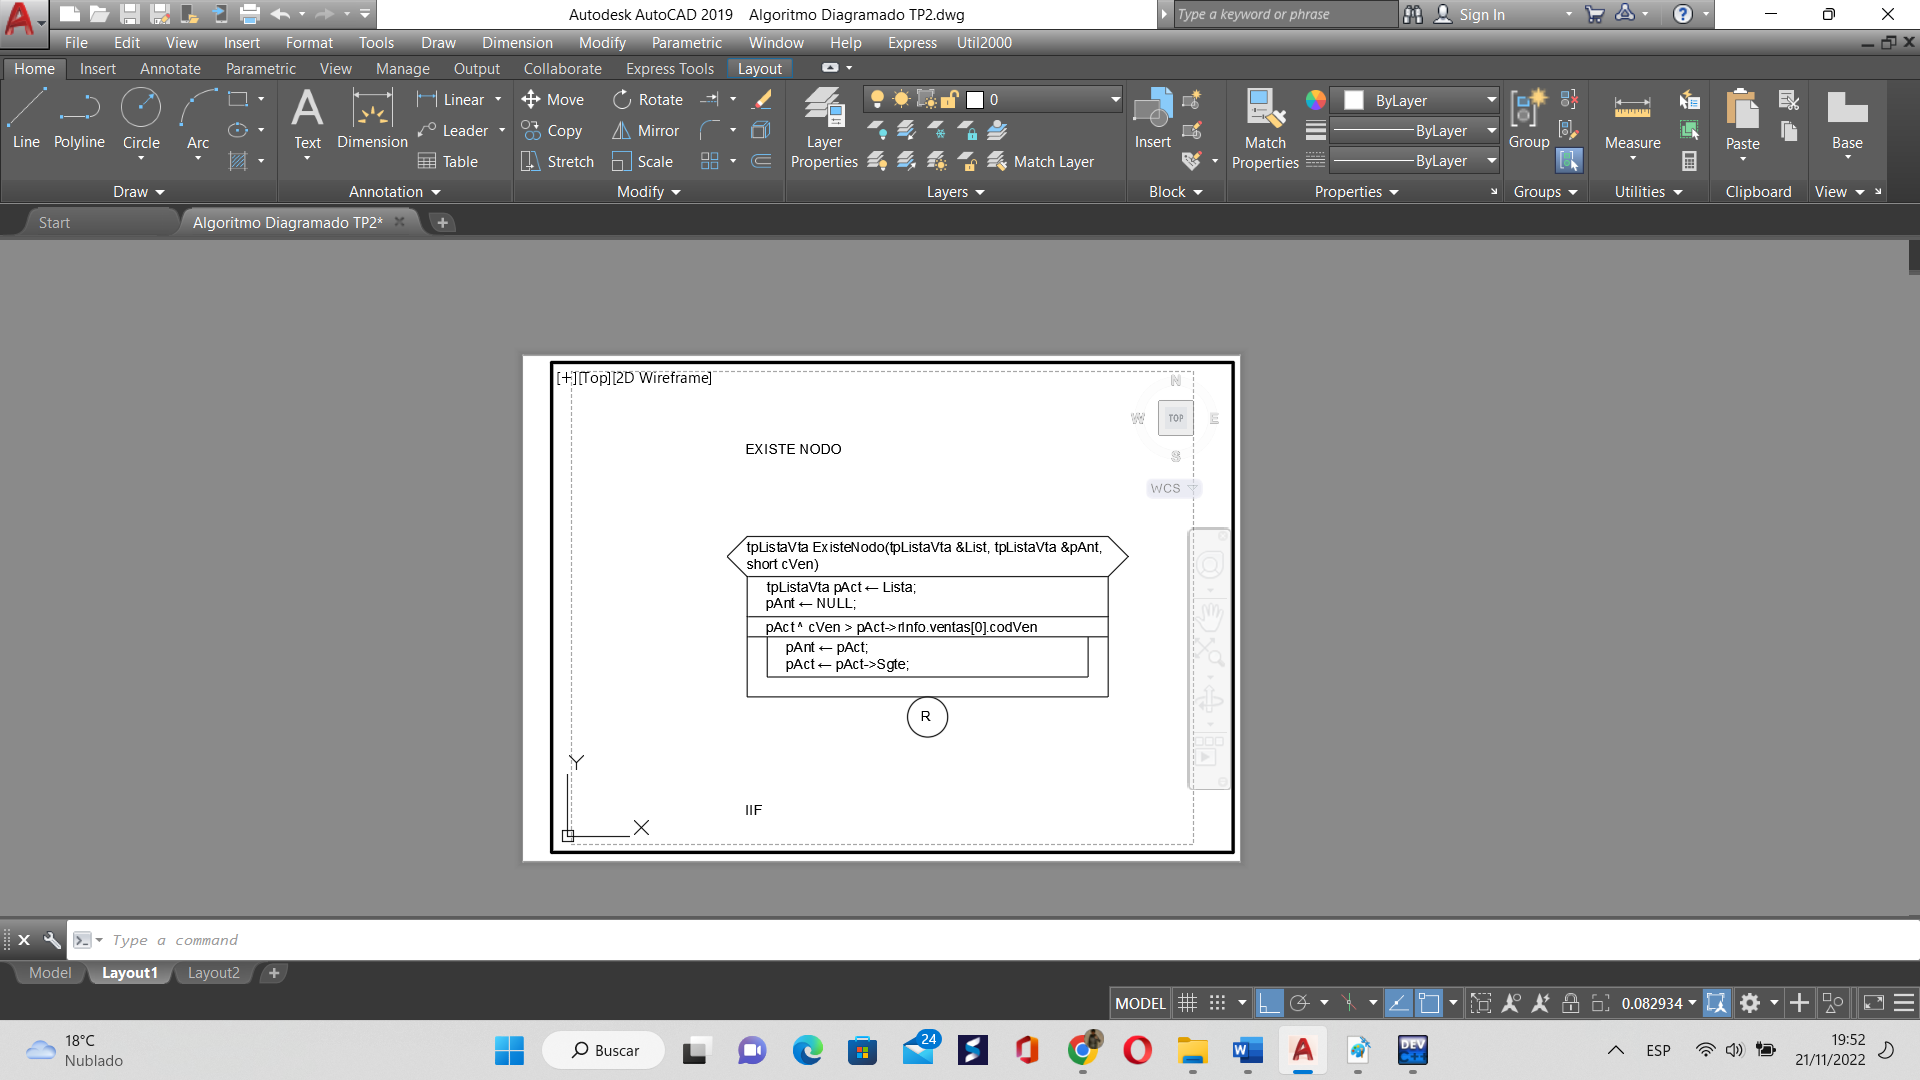 Autodesk AutoCAD 2019 Algoritmo Diagramado TP2.dwg
Type a keyword or phrase
Sign In
File Edit View Insert Format Tools Draw Dimension Modify Parametric Window Help Express Util2000
Home Insert Annotate Parametric View Manage Output Collaborate Express Tools Layout
Line Polyline Circle Arc
Text Dimension
Linear
Leader
Table
Move Rotate
Copy Mirror
Stretch Scale
Layer
Properties
0
Match Layer
Insert
Match
Properties
ByLayer
ByLayer
ByLayer
Group
Measure
Paste
Base
Draw Annotation Modify Layers Block Properties Groups Utilities Clipboard View
Start Algoritmo Diagramado TP2*
[+][Top][2D Wireframe]
N
W TOP E
S
WCS
EXISTE NODO
tpListaVta ExisteNodo(tpListaVta &List, tpListaVta &pAnt,
short cVen)
tpListaVta pAct ← Lista;
pAnt ← NULL;
pAct ^ cVen > pAct->rInfo.ventas[0].codVen
pAnt ← pAct;
pAct ← pAct->Sgte;
R
Y
X
IIF
Type a command
Model Layout1 Layout2
MODEL 0.082934
18°C
Nublado
Buscar
24
DEV
C++
ESP
19:52
21/11/2022